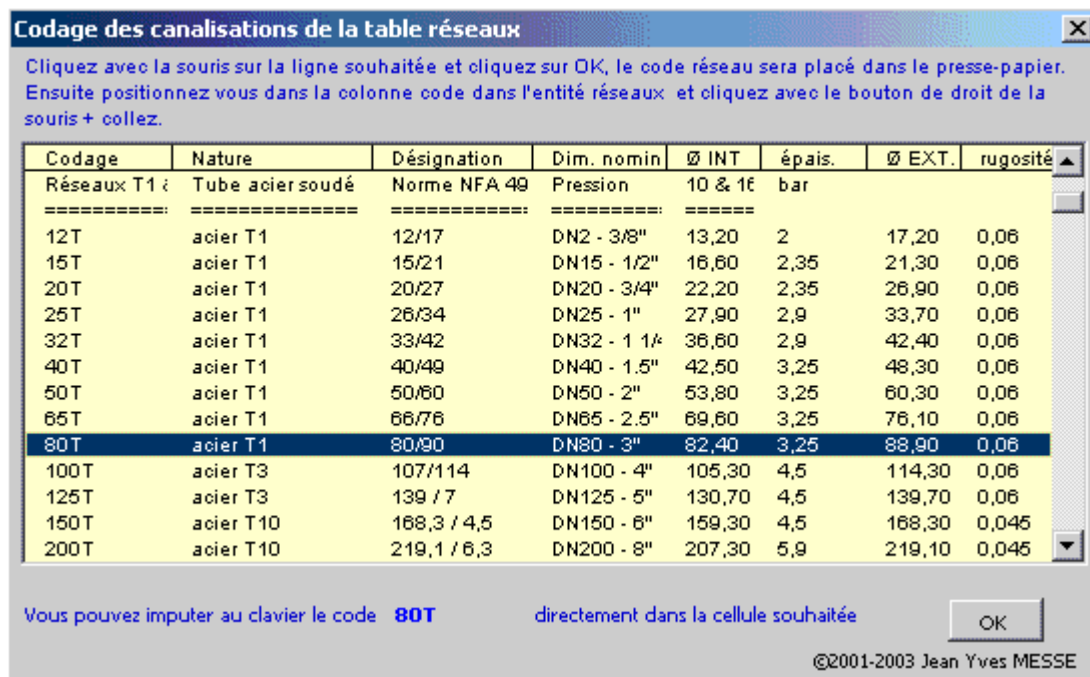 Codage des canalisations de la table réseaux
Cliquez avec la souris sur la ligne souhaitée et cliquez sur OK, le code réseau sera placé dans le presse-papier.
Ensuite positionnez vous dans la colonne code dans l'entité réseaux et cliquez avec le bouton de droit de la
souris + collez.
Codage Nature Désignation Dim. nomin Ø INT épais. Ø EXT. rugosité
Réseaux T1 Tube acier soudé Norme NFA 49 Pression 10 & 16 bar
=========== ============== =========== ========= ======
12T acier T1 12/17 DN2 - 3/8" 13,20 2 17,20 0,06
15T acier T1 15/21 DN15 - 1/2" 16,60 2,35 21,30 0,06
20T acier T1 20/27 DN20 - 3/4" 22,20 2,35 26,90 0,06
25T acier T1 26/34 DN25 - 1" 27,90 2,9 33,70 0,06
32T acier T1 33/42 DN32 - 1 1/ 36,60 2,9 42,40 0,06
40T acier T1 40/49 DN40 - 1.5" 42,50 3,25 48,30 0,06
50T acier T1 50/60 DN50 - 2" 53,80 3,25 60,30 0,06
65T acier T1 66/76 DN65 - 2.5" 69,60 3,25 76,10 0,06
80T acier T1 80/90 DN80 - 3" 82,40 3,25 88,90 0,06
100T acier T3 107/114 DN100 - 4" 105,30 4,5 114,30 0,06
125T acier T3 139 / 7 DN125 - 5" 130,70 4,5 139,70 0,06
150T acier T10 168,3 / 4,5 DN150 - 6" 159,30 4,5 168,30 0,045
200T acier T10 219,1 / 6,3 DN200 - 8" 207,30 5,9 219,10 0,045
Vous pouvez imputer au clavier le code 80T directement dans la cellule souhaitée
OK
©2001-2003 Jean Yves MESSE